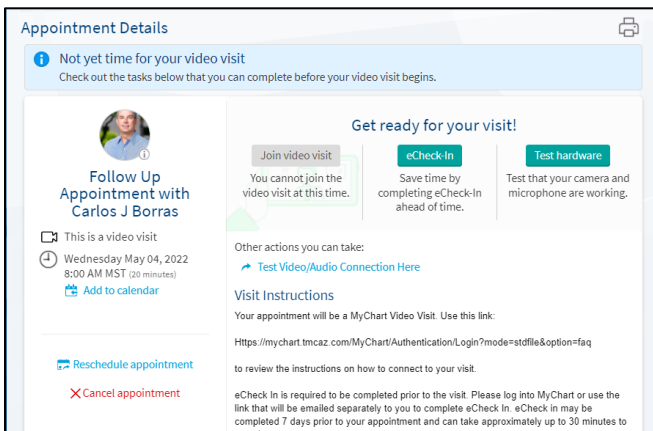 Appointment Details
Not yet time for your video visit
Check out the tasks below that you can complete before your video visit begins.
Follow Up
Appointment with
Carlos J Borras
This is a video visit
Wednesday May 04, 2022
8:00 AM MST (20 minutes)
Add to calendar
Reschedule appointment
Cancel appointment
Get ready for your visit!
Join video visit
You cannot join the
video visit at this time.
eCheck-In
Save time by
completing eCheck-In
ahead of time.
Test hardware
Test that your camera and
microphone are working.
Other actions you can take:
Test Video/Audio Connection Here
Visit Instructions
Your appointment will be a MyChart Video Visit. Use this link:
Https://mychart.tmcaz.com/MyChart/Authentication/Login?mode=stdfile&option=faq
to review the instructions on how to connect to your visit.
eCheck In is required to be completed prior to the visit. Please log into MyChart or use the
link that will be emailed separately to you to complete eCheck In. eCheck in may be
completed 7 days prior to your appointment and can take approximately up to 30 minutes to